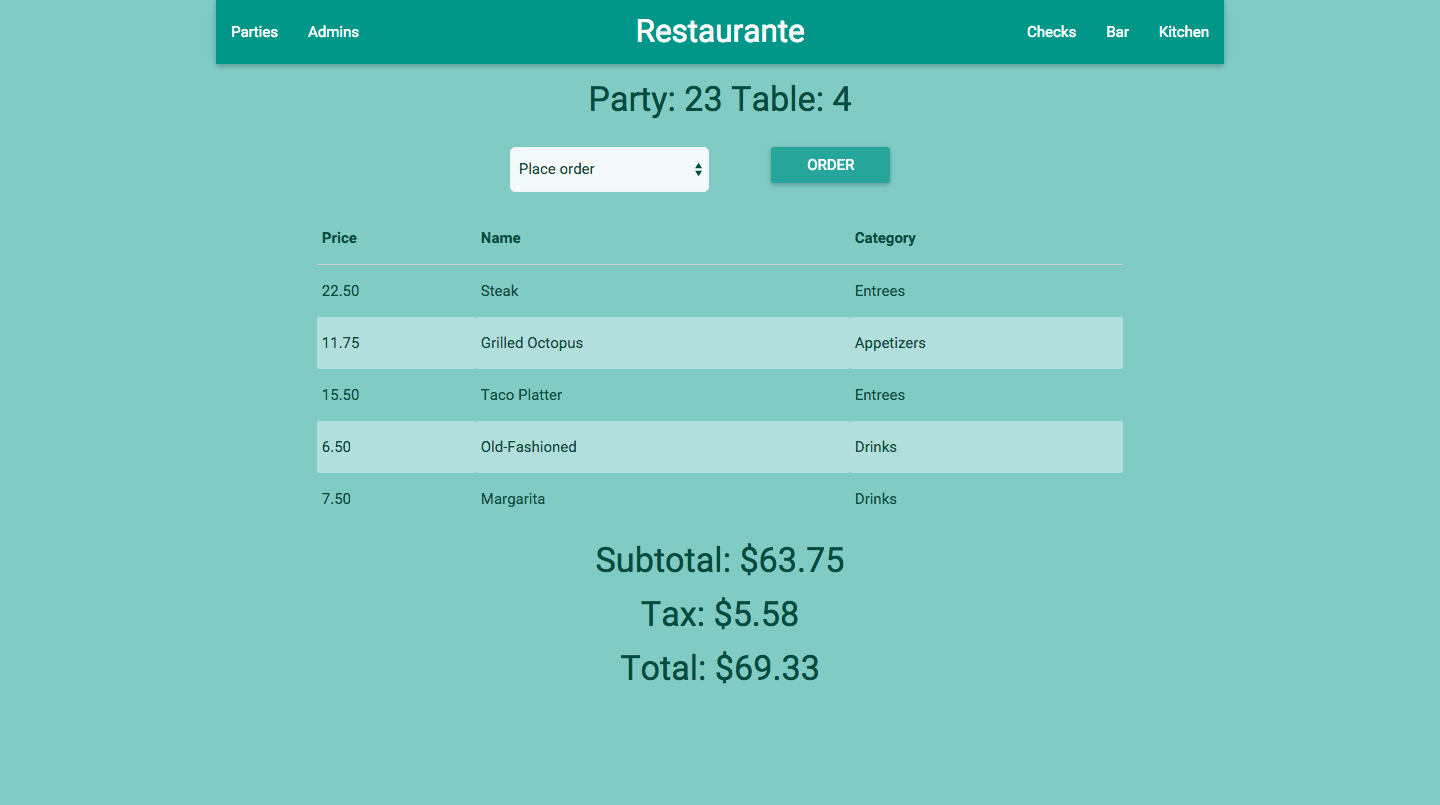 Parties Admins Restaurante Checks Bar Kitchen
Party: 23 Table: 4
Place order ORDER
Price Name Category
22.50 Steak Entrees
11.75 Grilled Octopus Appetizers
15.50 Taco Platter Entrees
6.50 Old-Fashioned Drinks
7.50 Margarita Drinks
Subtotal: $63.75
Tax: $5.58
Total: $69.33